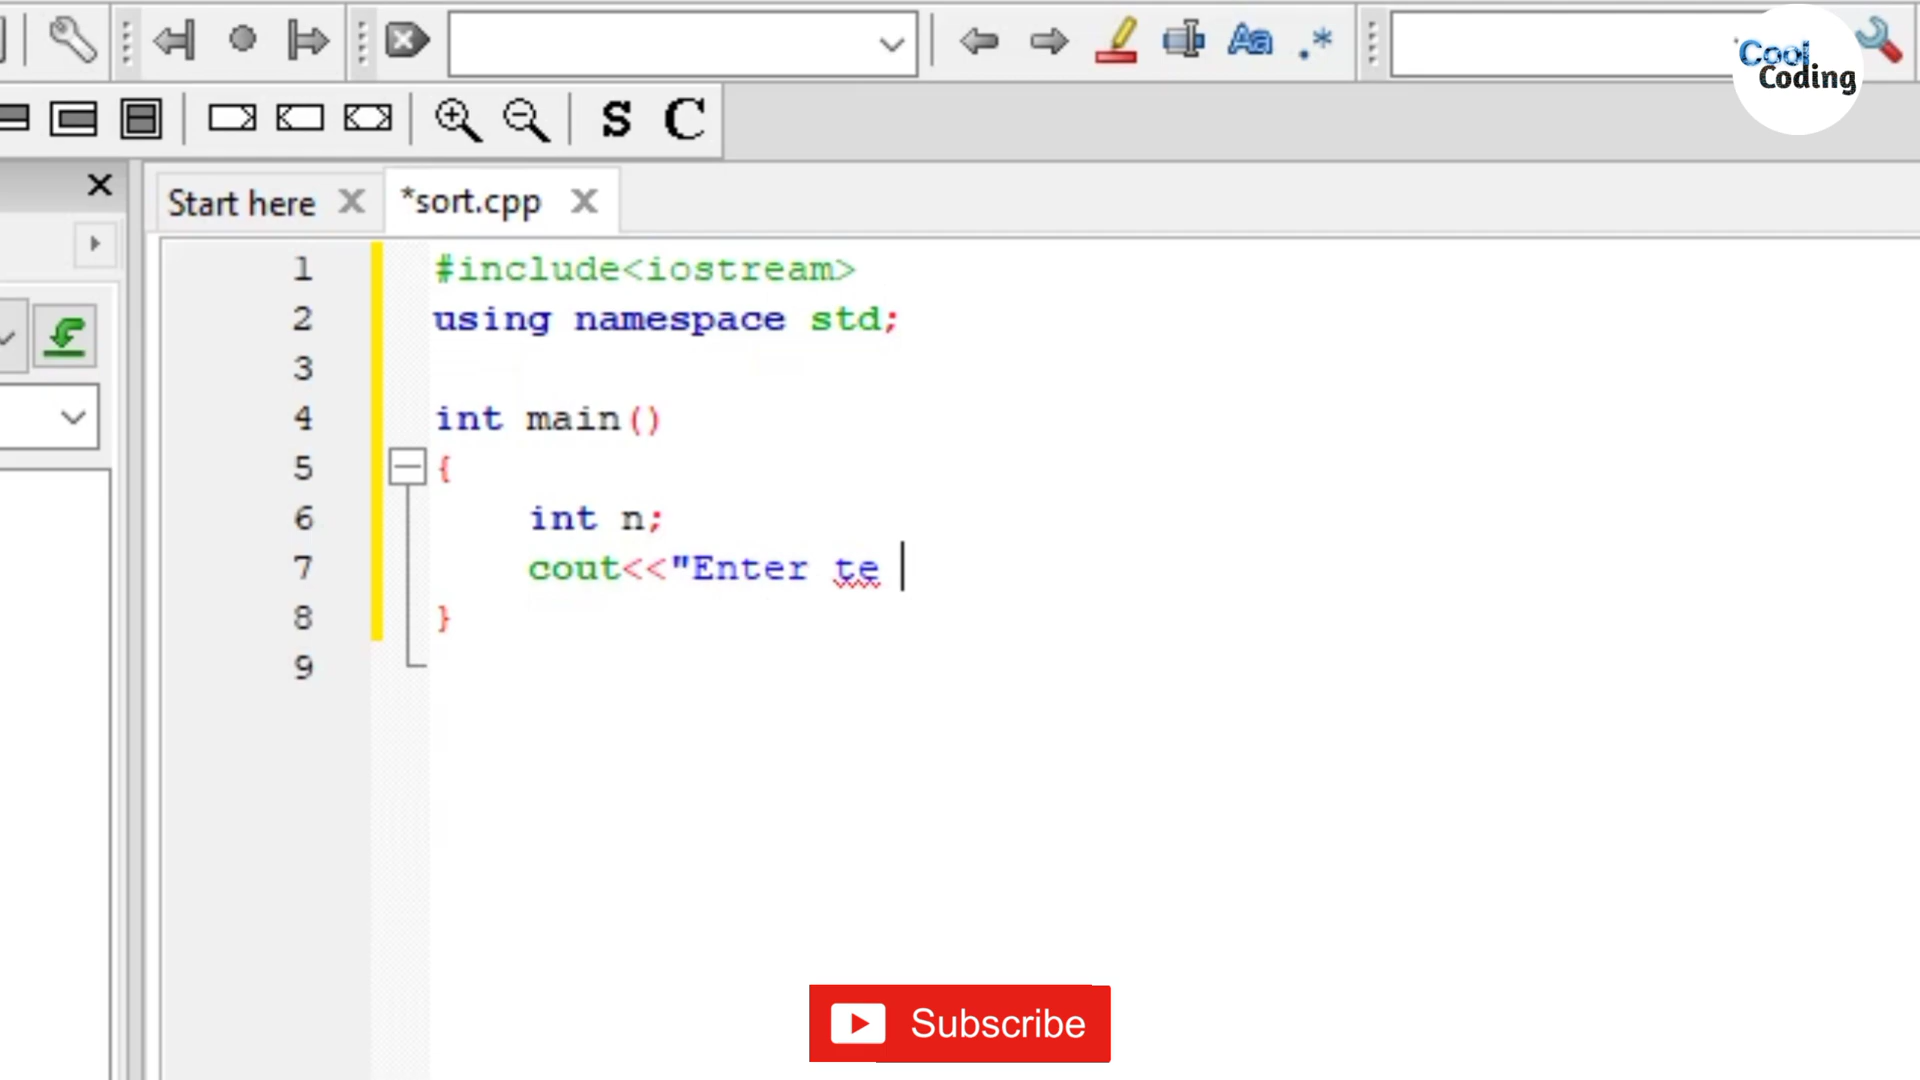 Aa .*
Cool
Coding
S C
Start here
*sort.cpp
1 #include<iostream>
2 using namespace std;
3
4 int main()
5 {
6 int n;
7 cout<<"Enter te
8 }
9
Subscribe